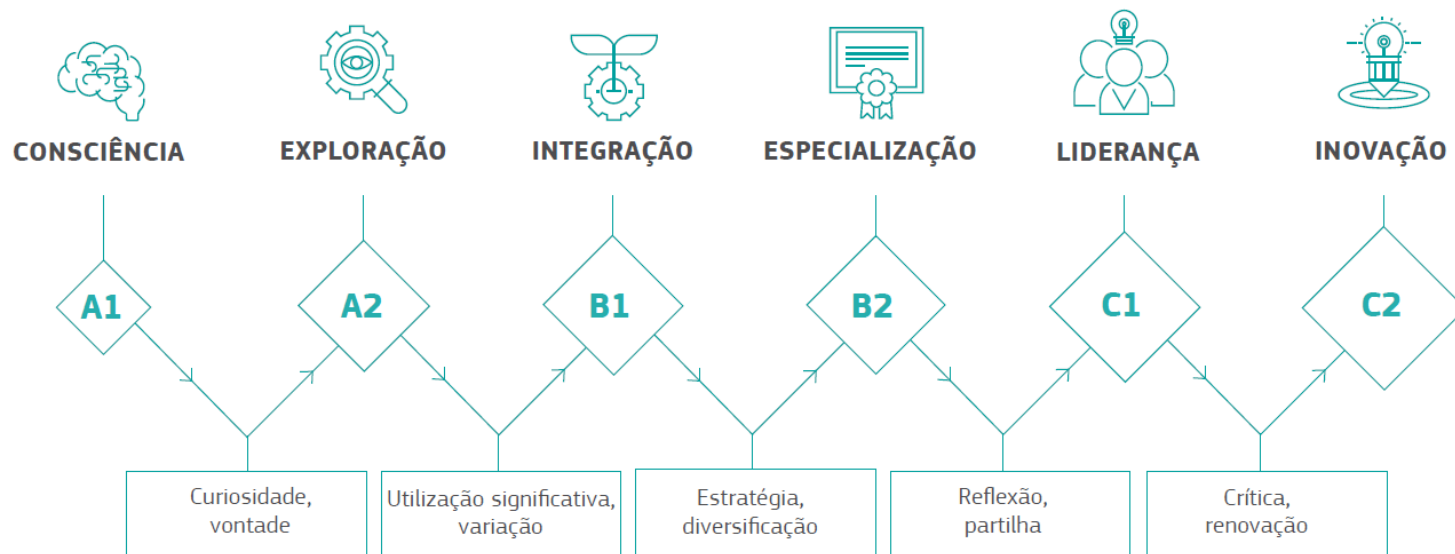 CONSCIÊNCIA
EXPLORAÇÃO
INTEGRAÇÃO
ESPECIALIZAÇÃO
LIDERANÇA
INOVAÇÃO
A1
A2
B1
B2
C1
C2
Curiosidade,
vontade
Utilização significativa,
variação
Estratégia,
diversificação
Reflexão,
partilha
Crítica,
renovação